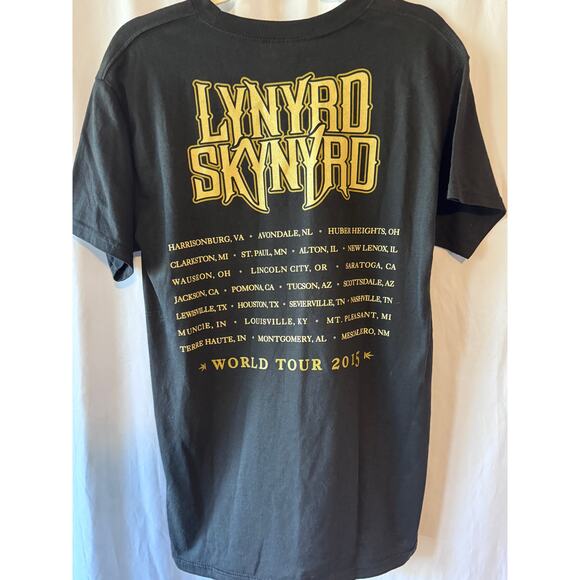 LYNYRD
SKYNYRD
HARRISONBURG, VA • AVONDALE, NL • HUBER HEIGHTS, OH
CLARKSTON, MI • ST. PAUL, MN • ALTON, IL • NEW LENOX, IL
WAUSEON, OH • LINCOLN CITY, OR • SARATOGA, CA
JACKSON, CA • POMONA, CA • TUCSON, AZ • SCOTTSDALE, AZ
LEWISVILLE, TX • HOUSTON, TX • SEVIERVILLE, TN • NASHVILLE, TN
MUNCIE, IN • LOUISVILLE, KY • MT. PLEASANT, MI
TERRE HAUTE, IN • MONTGOMERY, AL • MESCALERO, NM
WORLD TOUR 2015